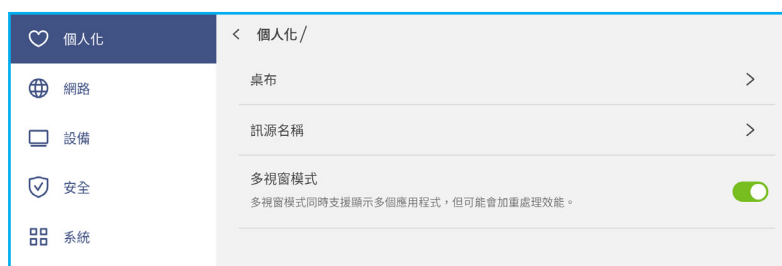 個人化
網路
設備
安全
系統
< 個人化/
桌布
訊源名稱
多視窗模式
多視窗模式同時支援顯示多個應用程式，但可能會加重處理效能。